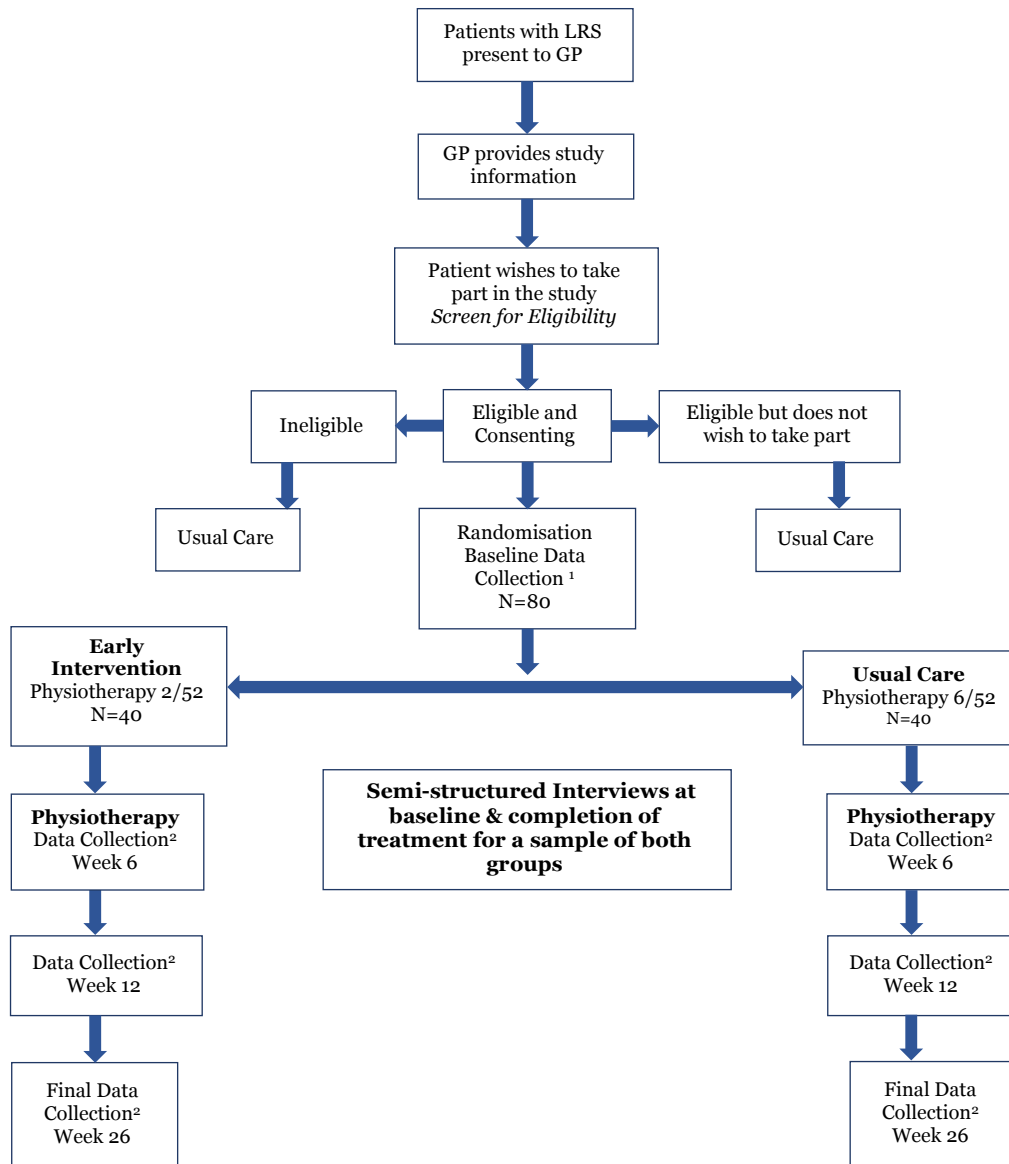 Patients with LRS
present to GP
GP provides study
information
Patient wishes to take
part in the study
Screen for Eligibility
Ineligible
Eligible and
Consenting
Eligible but does not
wish to take part
Usual Care
Randomisation
Baseline Data
Collection ¹
N=80
Usual Care
Early
Intervention
Physiotherapy 2/52
N=40
Usual Care
Physiotherapy 6/52
N=40
Semi-structured Interviews at
baseline & completion of
treatment for a sample of both
groups
Physiotherapy
Data Collection²
Week 6
Physiotherapy
Data Collection²
Week 6
Data Collection²
Week 12
Data Collection²
Week 12
Final Data
Collection²
Week 26
Final Data
Collection²
Week 26